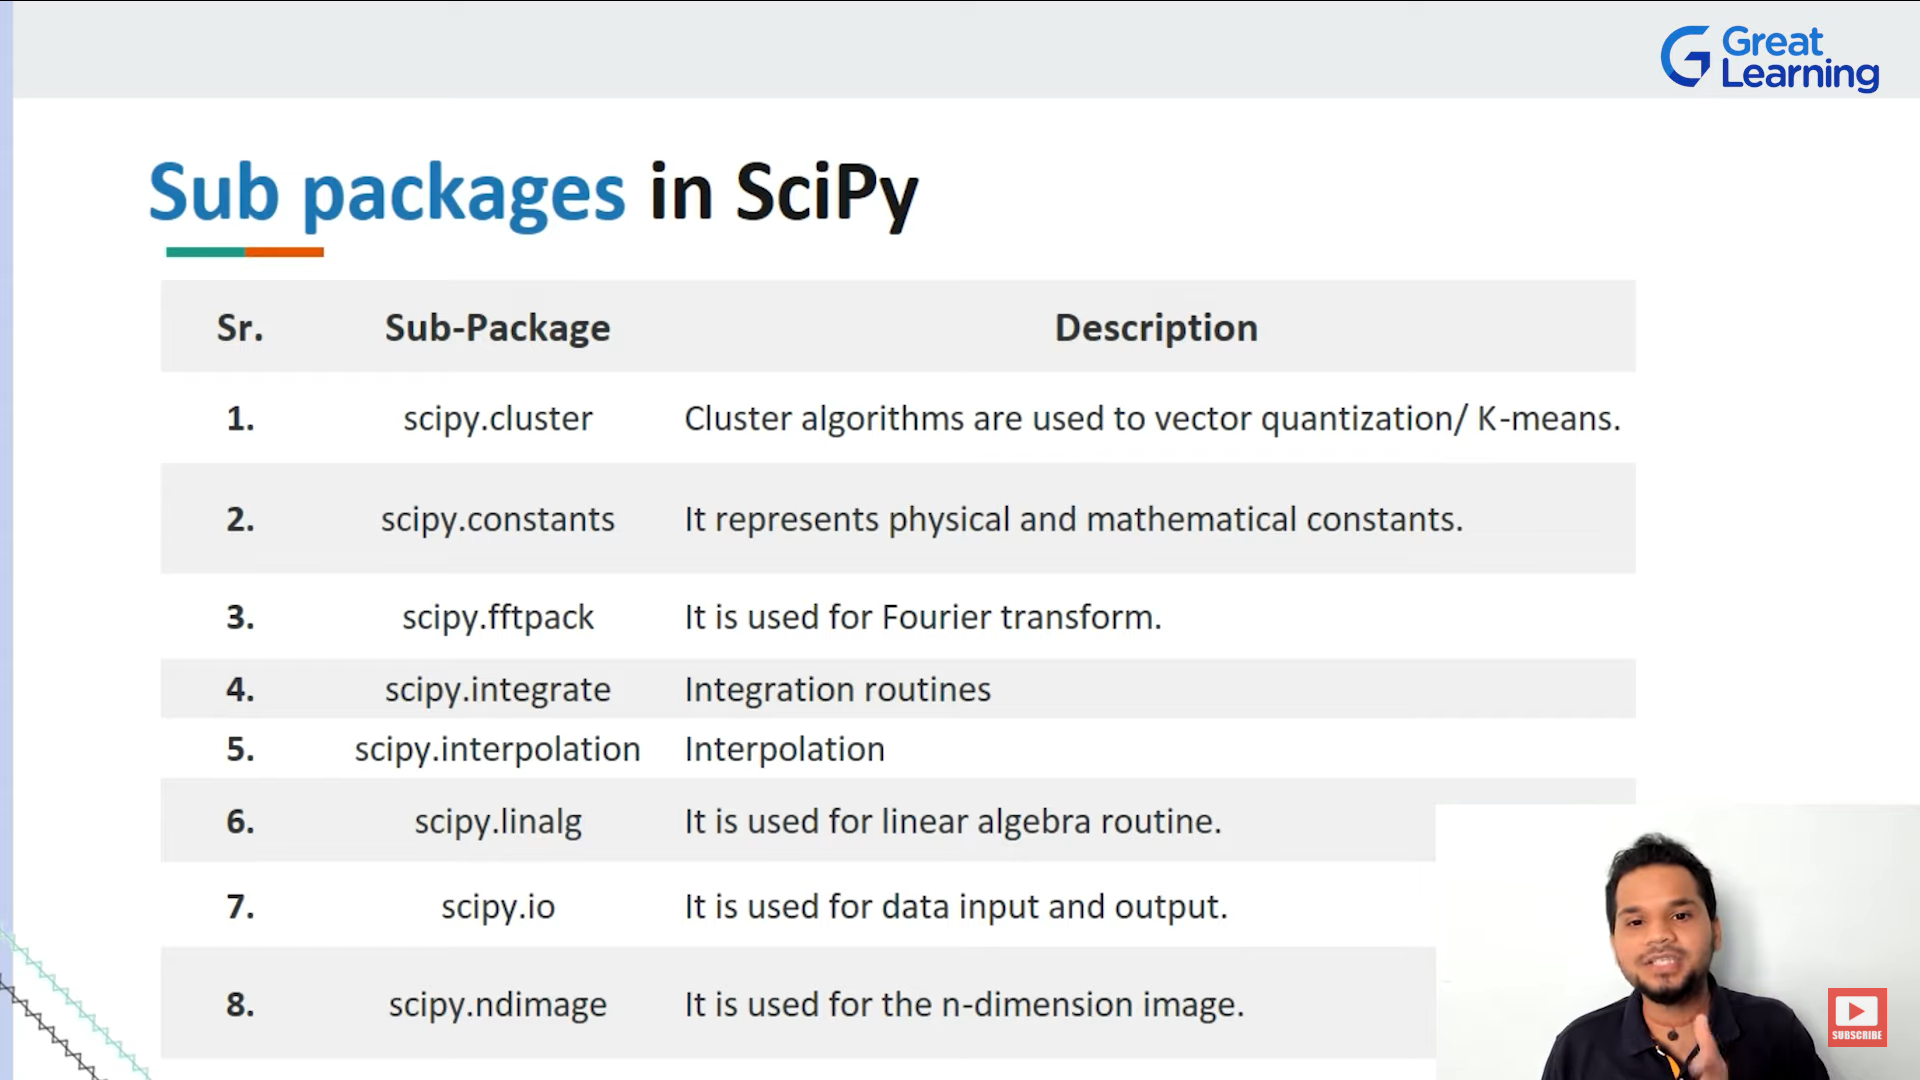 Great
Learning
Sub packages in SciPy
Sr. Sub-Package Description
1. scipy.cluster Cluster algorithms are used to vector quantization/ K-means.
2. scipy.constants It represents physical and mathematical constants.
3. scipy.fftpack It is used for Fourier transform.
4. scipy.integrate Integration routines
5. scipy.interpolation Interpolation
6. scipy.linalg It is used for linear algebra routine.
7. scipy.io It is used for data input and output.
8. scipy.ndimage It is used for the n-dimension image.
SUBSCRIBE